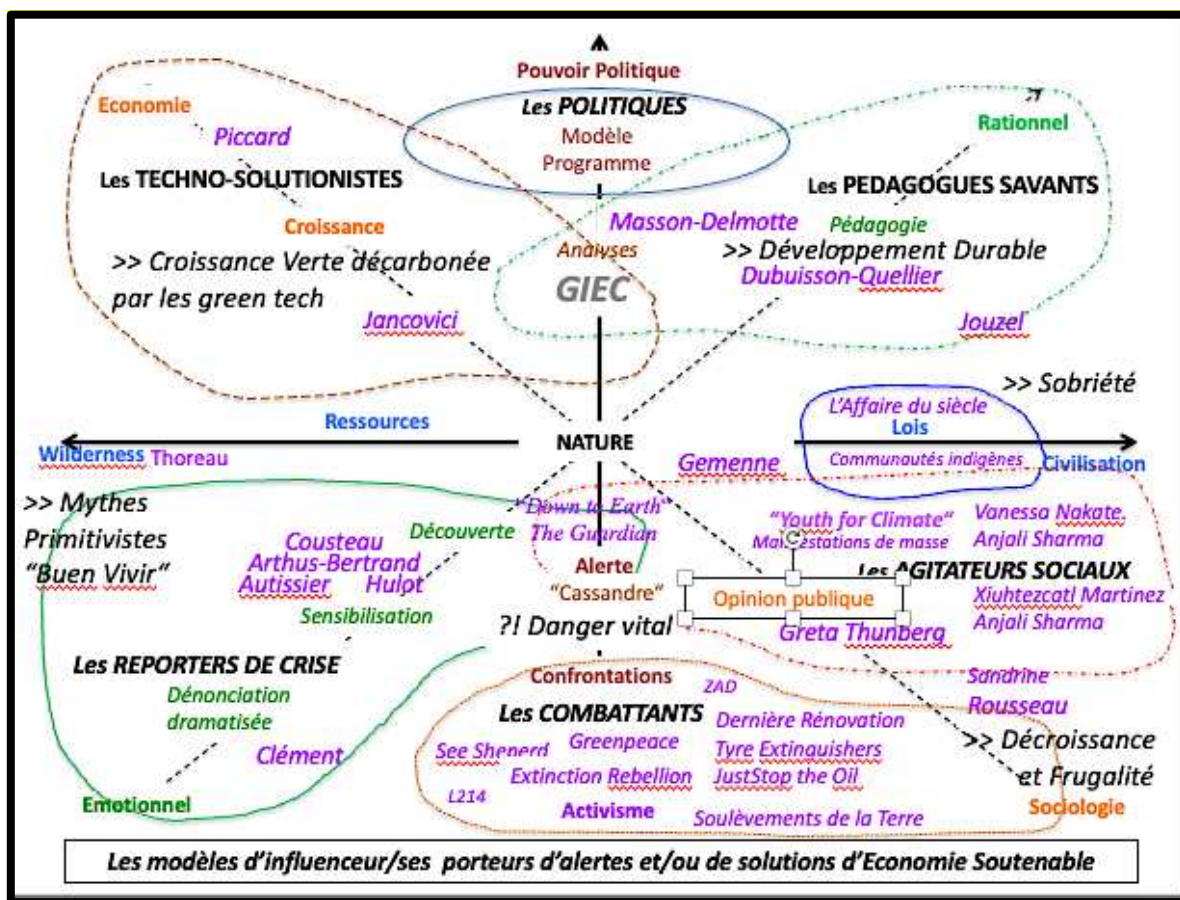 Pouvoir Politique
Les POLITIQUES
Modèle
Programme
Economie
Piccard
Les TECHNO-SOLUTIONISTES
Croissance
>> Croissance Verte décarbonée
par les green tech
Jancovici
Rationnel
Les PEDAGOGUES SAVANTS
Masson-Delmotte
Pédagogie
Analyses
>> Développement Durable
GIEC
Dubuisson-Quellier
Jouzel
>> Sobriété
L'Affaire du siècle
Lois
Communautés indigènes
Ressources
NATURE
Wilderness Thoreau
Gemenne
Civilisation
>> Mythes
Primitivistes
"Buen Vivir"
Découverte
Cousteau
Arthus-Bertrand
Autissier Hulot
Sensibilisation
Les REPORTERS DE CRISE
Dénonciation
dramatisée
Clément
Emotionnel
"Down to Earth"
The Guardian
Alerte
"Cassandre"
?! Danger vital
"Youth for Climate"
Manifestations de masse
Vanessa Nakate,
Anjali Sharma
Les AGITATEURS SOCIAUX
Opinion publique
Xiuhtezcatl Martinez
Anjali Sharma
Greta Thunberg
Sandrine
Rousseau
Confrontations
ZAD
Les COMBATTANTS
Dernière Rénovation
See Sheperd
Greenpeace
Tyre Extinguishers
Extinction Rebellion
JustStop the Oil
L214
Activisme
Soulèvements de la Terre
>> Décroissance
et Frugalité
Sociologie
Les modèles d'influenceur/ses porteurs d'alertes et/ou de solutions d'Economie Soutenable